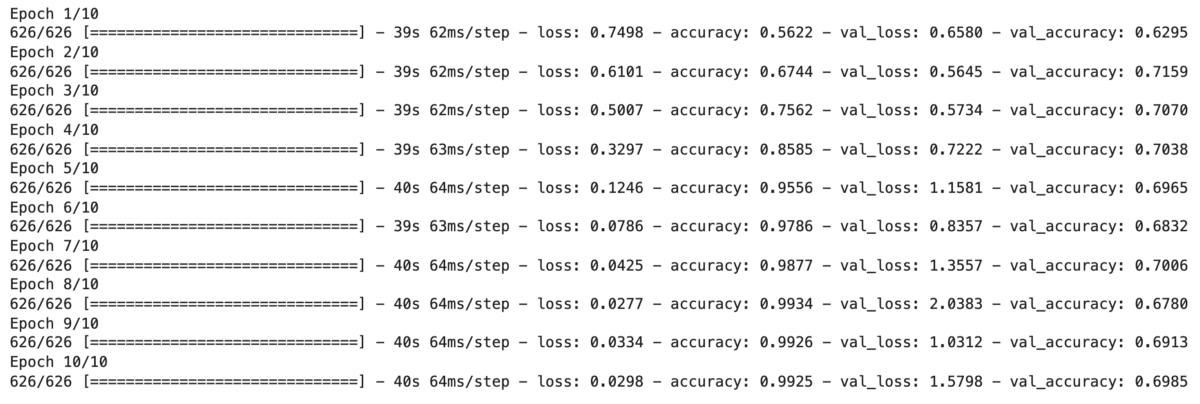 Epoch 1/10
626/626 [==============================] - 39s 62ms/step - loss: 0.7498 - accuracy: 0.5622 - val_loss: 0.6580 - val_accuracy: 0.6295
Epoch 2/10
626/626 [==============================] - 39s 62ms/step - loss: 0.6101 - accuracy: 0.6744 - val_loss: 0.5645 - val_accuracy: 0.7159
Epoch 3/10
626/626 [==============================] - 39s 62ms/step - loss: 0.5007 - accuracy: 0.7562 - val_loss: 0.5734 - val_accuracy: 0.7070
Epoch 4/10
626/626 [==============================] - 39s 63ms/step - loss: 0.3297 - accuracy: 0.8585 - val_loss: 0.7222 - val_accuracy: 0.7038
Epoch 5/10
626/626 [==============================] - 40s 64ms/step - loss: 0.1246 - accuracy: 0.9556 - val_loss: 1.1581 - val_accuracy: 0.6965
Epoch 6/10
626/626 [==============================] - 39s 63ms/step - loss: 0.0786 - accuracy: 0.9786 - val_loss: 0.8357 - val_accuracy: 0.6832
Epoch 7/10
626/626 [==============================] - 40s 64ms/step - loss: 0.0425 - accuracy: 0.9877 - val_loss: 1.3557 - val_accuracy: 0.7006
Epoch 8/10
626/626 [==============================] - 40s 64ms/step - loss: 0.0277 - accuracy: 0.9934 - val_loss: 2.0383 - val_accuracy: 0.6780
Epoch 9/10
626/626 [==============================] - 40s 64ms/step - loss: 0.0334 - accuracy: 0.9926 - val_loss: 1.0312 - val_accuracy: 0.6913
Epoch 10/10
626/626 [==============================] - 40s 64ms/step - loss: 0.0298 - accuracy: 0.9925 - val_loss: 1.5798 - val_accuracy: 0.6985